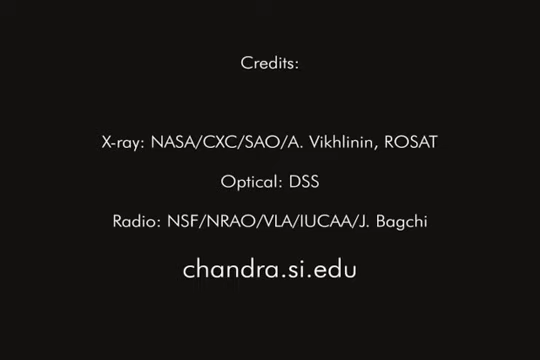 Credits:
X-ray: NASA/CXC/SAO/A. Vikhlinin, ROSAT
Optical: DSS
Radio: NSF/NRAO/VLA/IUCAA/J. Bagchi
chandra.si.edu